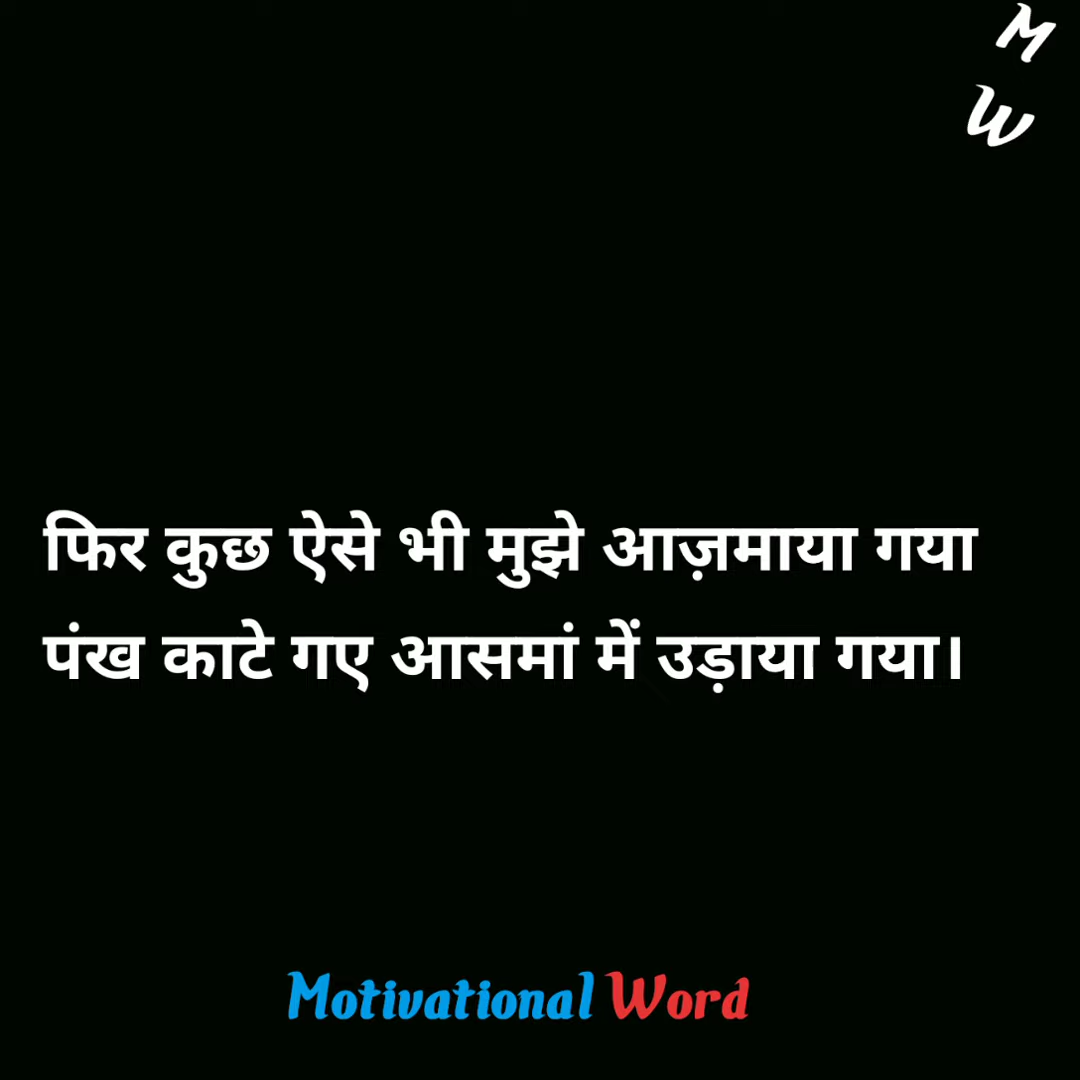 M
W
फिर कुछ ऐसे भी मुझे आज़माया गया
पंख काटे गए आसमां में उड़ाया गया।
Motivational Word